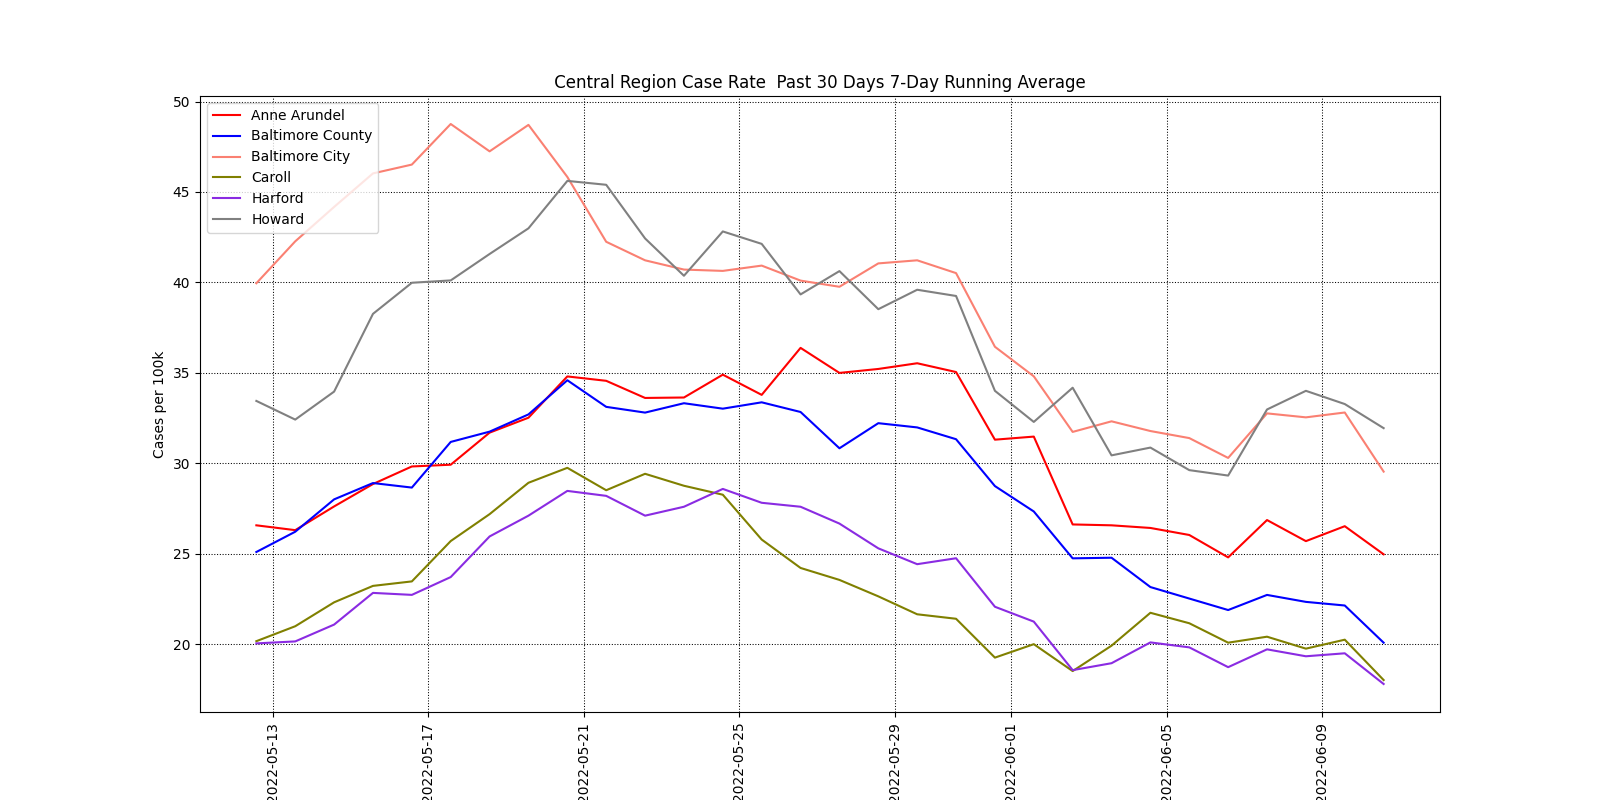 Central Region Case Rate  Past 30 Days 7-Day Running Average
Anne Arundel
Baltimore County
Baltimore City
Caroll
Harford
Howard
Cases per 100k
50
45
40
35
30
25
20
2022-05-13
2022-05-17
2022-05-21
2022-05-25
2022-05-29
2022-06-01
2022-06-05
2022-06-09